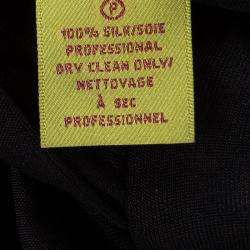 P
100% SILK/SOIE
PROFESSIONAL
DRY CLEAN ONLY/
NETTOYAGE
À SEC
PROFESSIONNEL